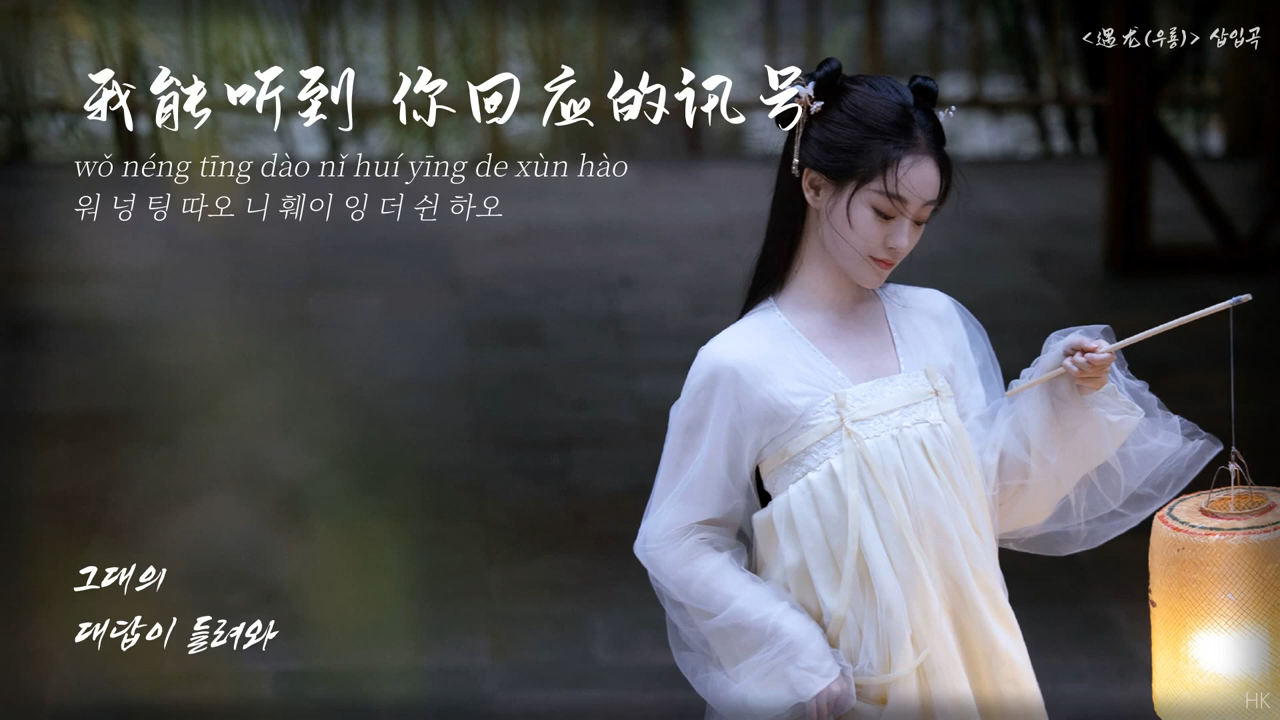 <遇龙(우룡)> 삽입곡
我能听到 你回应的讯号
wǒ néng tīng dào nǐ huí yīng de xùn hào
워 넝 팅 따오 니 훼이 잉 더 쉰 하오
그대의
대답이 들려와
HK